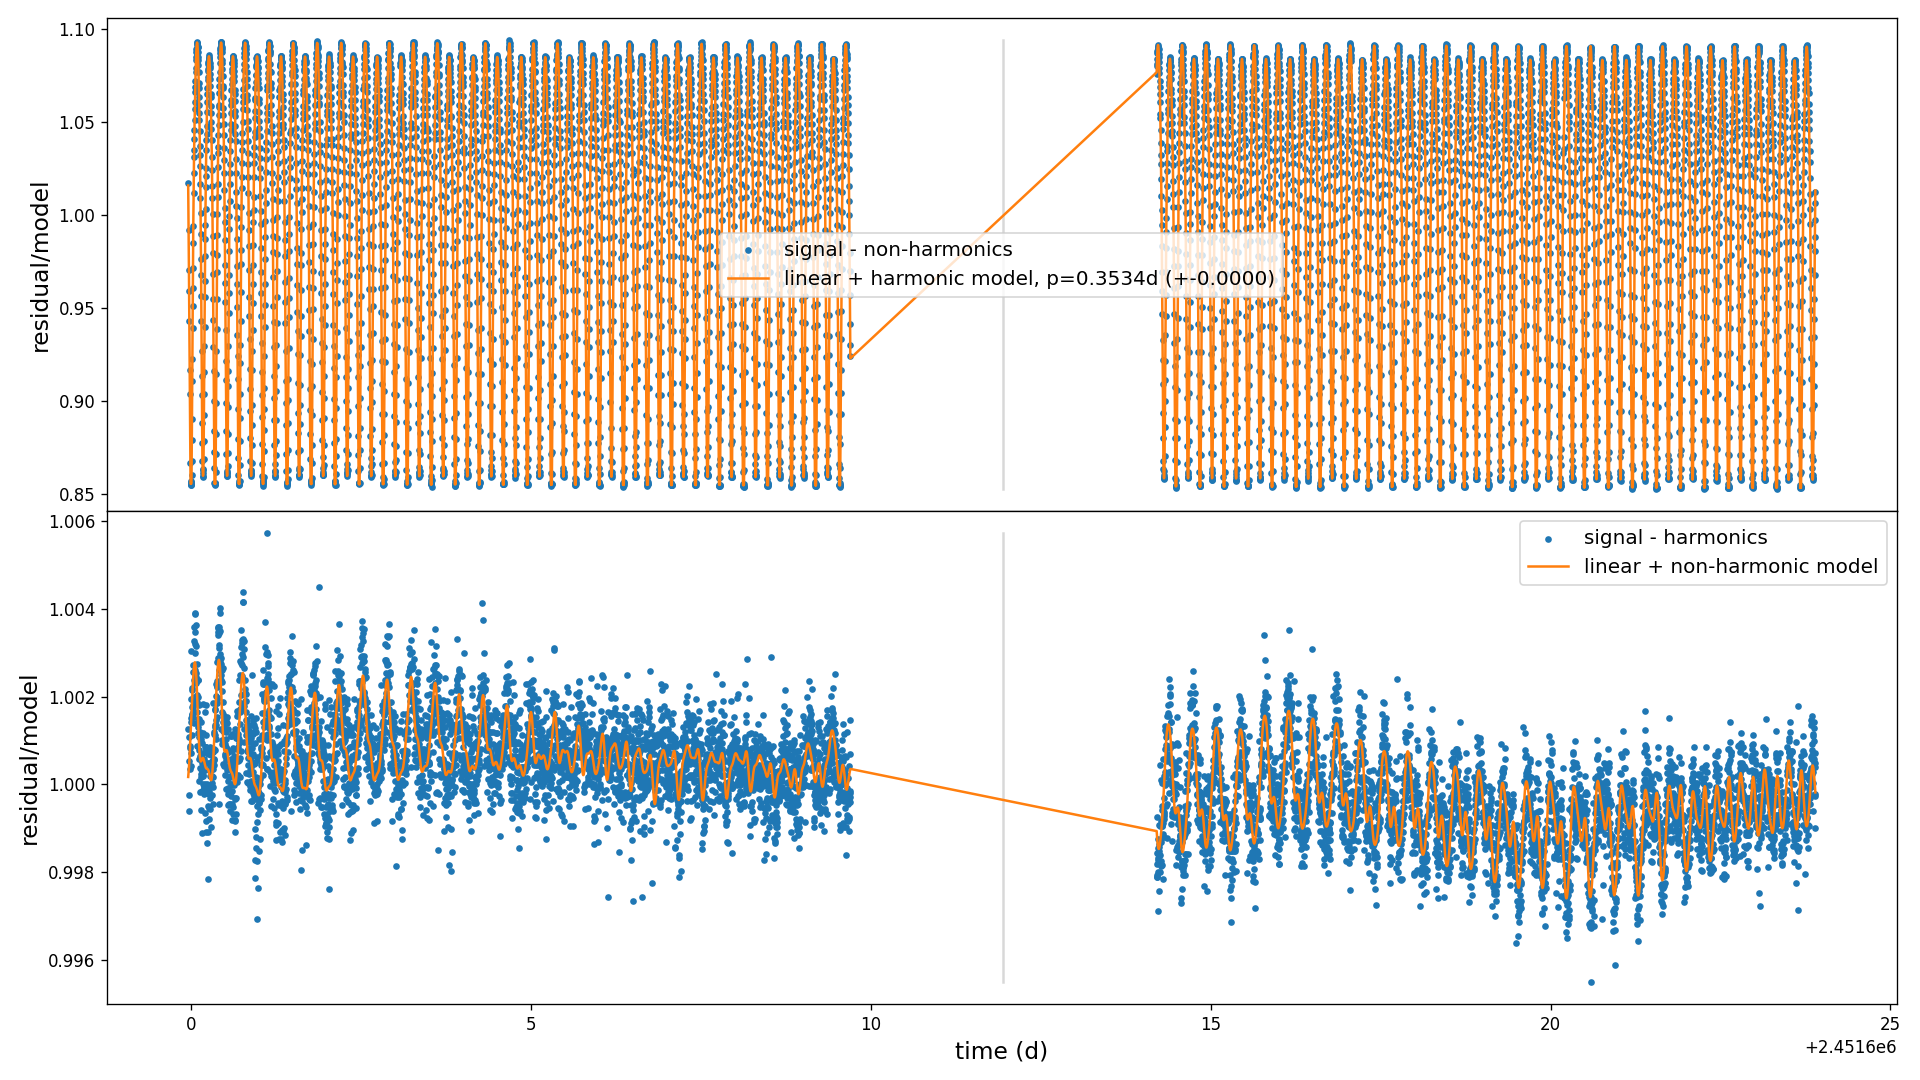 1.10
1.05
1.00
0.95
0.90
0.85
residual/model
signal - non-harmonics
linear + harmonic model, p=0.3534d (+-0.0000)
1.006
1.004
1.002
1.000
0.998
0.996
residual/model
signal - harmonics
linear + non-harmonic model
0 5 10 15 20 25
time (d)
+2.4516e6